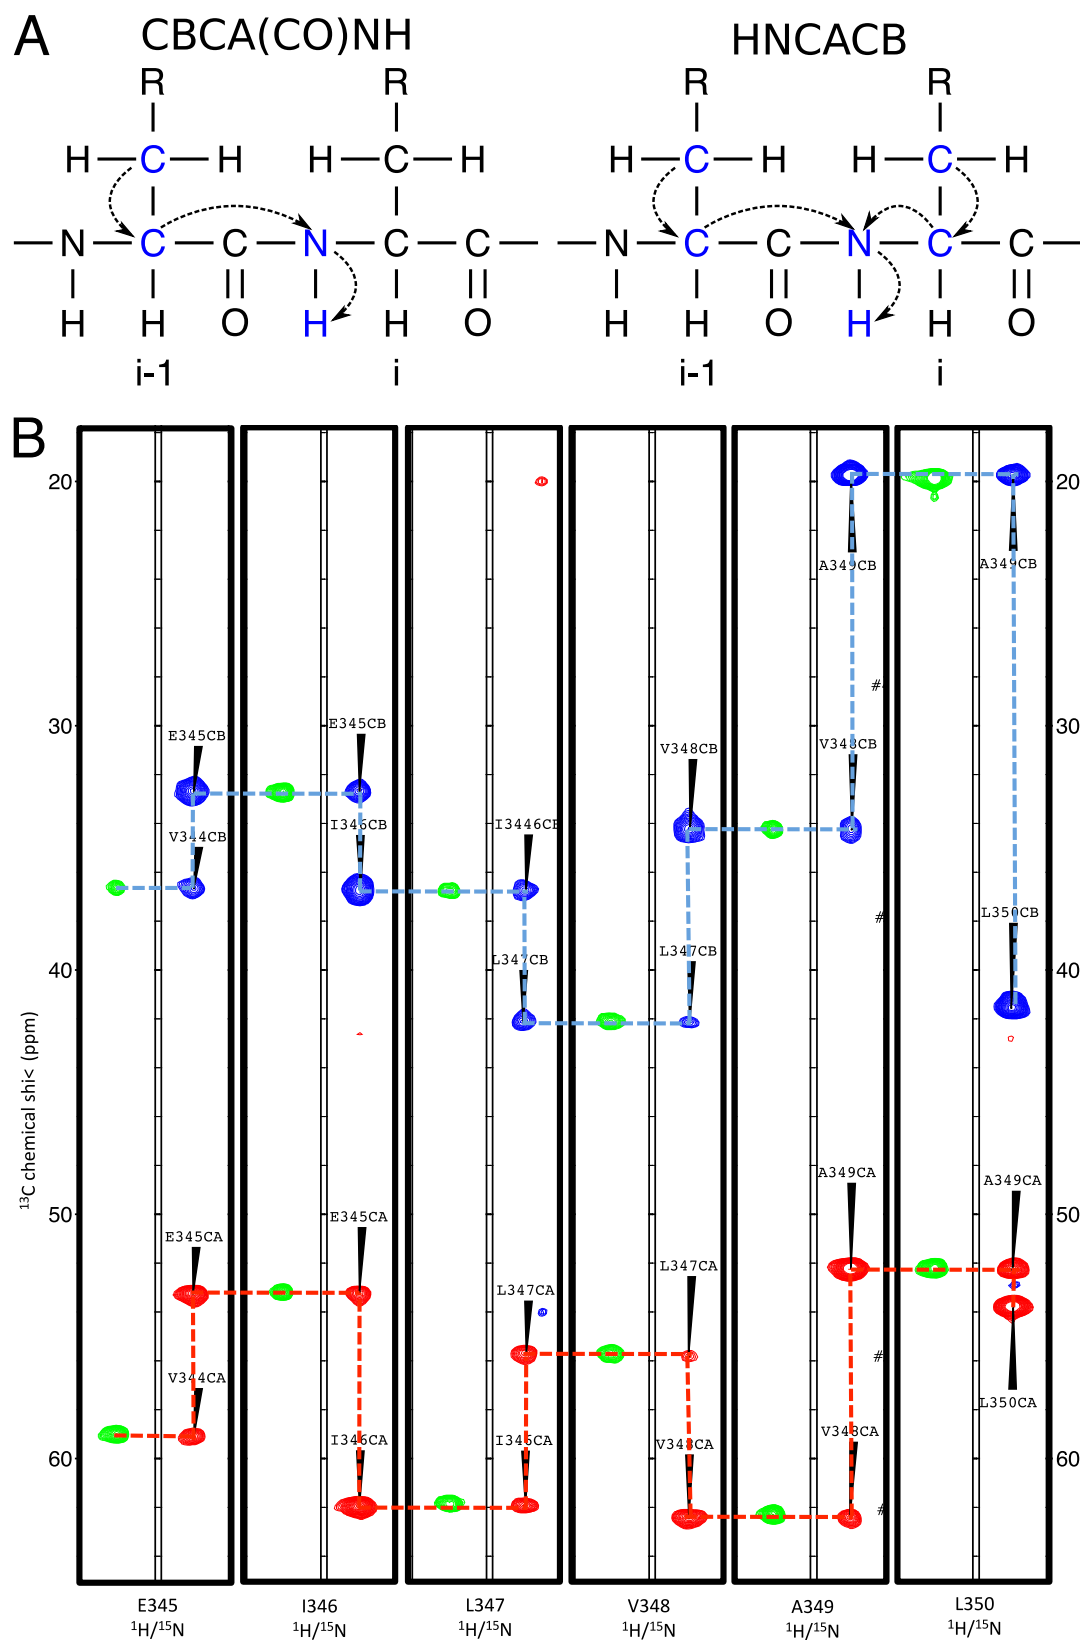 A
CBCA(CO)NH
HNCACB
R R R R
H C H H C H H C H H C H
N C C N C C N C C N C C
H H O H H O H H O H H O
i-1 i i-1 i
B
20 20
A349CB A349CB
#
30 30
E345CB E345CB V348CB V348CB
V344CB I346CB I3446CB
#
L350CB
40 40
L347CB L347CB
13C chemical shi< (ppm)
50 50
A349CA A349CA
E345CA E345CA
L347CA L347CA
#
V344CA L350CA
I346CA I346CA V348CA V348CA
60 60
#
E345 I346 L347 V348 A349 L350
1H/15N 1H/15N 1H/15N 1H/15N 1H/15N 1H/15N